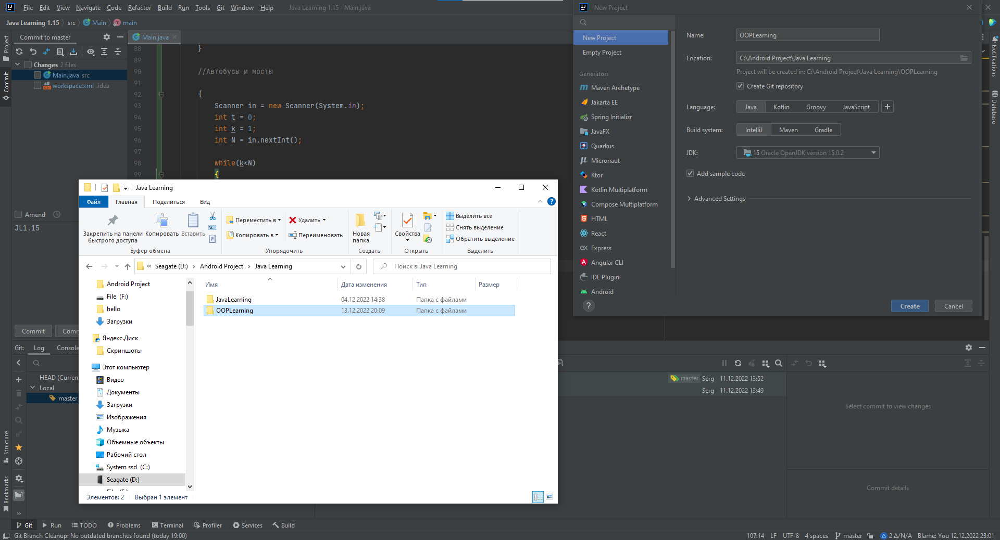 File Edit View Navigate Code Refactor Build Run Tools Git Window Help Java Learning 1.15 - Main.java
Java Learning 1.15 src Main main
Project
Commit
Structure
Bookmarks
Commit to master
Changes 2 files
Main.java src
workspace.xml .idea
Amend
JL1.15
Commit
Comm
Main.java
88 }
89
90 //Автобусы и мосты
91
92 {
93 Scanner in = new Scanner(System.in);
94 int t = 0;
95 int k = 1;
96 int N = in.nextInt();
97
98 while(k<N)
99 {
Java Learning
Файл Главная Поделиться Вид
Закрепить на панели
быстрого доступа
Копировать
Вставить
Буфер обмена
Переместить в
Копировать в
Удалить
Переименовать
Упорядочить
Новая
папка
Создать
Свойства
Открыть
Выделить все
Снять выделение
Обратить выделение
Выделить
« Seagate (D:) › Android Project › Java Learning
Поиск в: Java Learning
Android Project
File (F:)
hello
Загрузки
Яндекс.Диск
Скриншоты
Этот компьютер
Видео
Документы
Загрузки
Изображения
Музыка
Объемные объекты
Рабочий стол
System ssd (C:)
Seagate (D:)
Имя Дата изменения Тип Размер
JavaLearning 04.12.2022 14:38 Папка с файлами
OOPLearning 13.12.2022 20:09 Папка с файлами
Элементов: 2 Выбран 1 элемент
New Project
New Project
Empty Project
Generators
Maven Archetype
Jakarta EE
Spring Initializr
JavaFX
Quarkus
Micronaut
Ktor
Kotlin Multiplatform
Compose Multiplatform
HTML
React
Express
Angular CLI
IDE Plugin
Android
Name: OOPLearning
Location: C:\Android Project\Java Learning
Project will be created in: C:\Android Project\Java Learning\OOPLearning
Create Git repository
Language: Java Kotlin Groovy JavaScript +
Build system: IntelliJ Maven Gradle
JDK: 15 Oracle OpenJDK version 15.0.2
Add sample code
Advanced Settings
? Create Cancel
Notifications
Database
Git: Log Console
HEAD (Curren
Local
master
master Serg 11.12.2022 13:52
Serg 11.12.2022 13:49
Select commit to view changes
Commit details
Git Run TODO Problems Terminal Profiler Services Build
Git Branch Cleanup: No outdated branches found (today 19:00)
107:14 LF UTF-8 4 spaces master 2 Δ/N/A Blame: You 12.12.2022 23:01